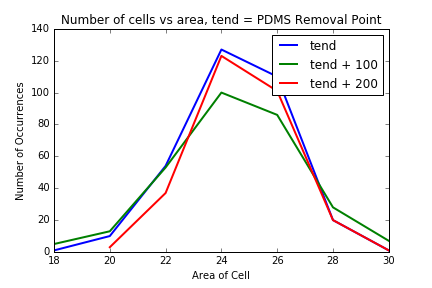 Number of cells vs area, tend = PDMS Removal Point
140
120
100
80
60
40
20
0
Number of Occurrences
tend
tend + 100
tend + 200
18
20
22
24
26
28
30
Area of Cell